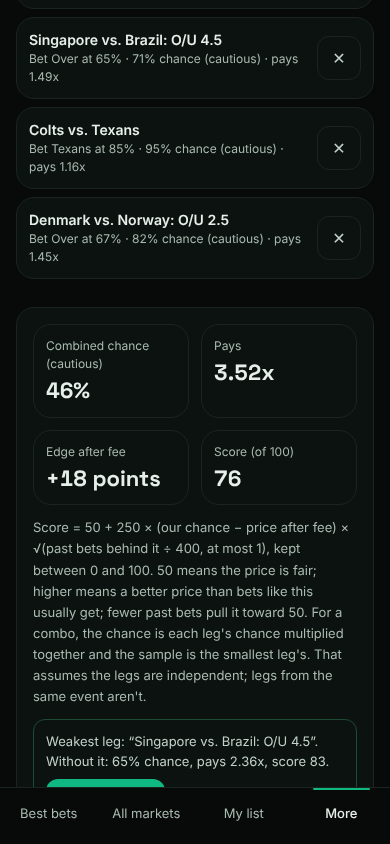 Singapore vs. Brazil: O/U 4.5
Bet Over at 65% · 71% chance (cautious) · pays
1.49x
Colts vs. Texans
Bet Texans at 85% · 95% chance (cautious) ·
pays 1.16x
Denmark vs. Norway: O/U 2.5
Bet Over at 67% · 82% chance (cautious) · pays
1.45x
Combined chance
(cautious)
46%
Pays
3.52x
Edge after fee
+18 points
Score (of 100)
76
Score = 50 + 250 × (our chance − price after fee) ×
√(past bets behind it ÷ 400, at most 1), kept
between 0 and 100. 50 means the price is fair;
higher means a better price than bets like this
usually get; fewer past bets pull it toward 50. For a
combo, the chance is each leg's chance multiplied
together and the sample is the smallest leg's. That
assumes the legs are independent; legs from the
same event aren't.
Weakest leg: “Singapore vs. Brazil: O/U 4.5”.
Without it: 65% chance, pays 2.36x, score 83.
Best bets
All markets
My list
More